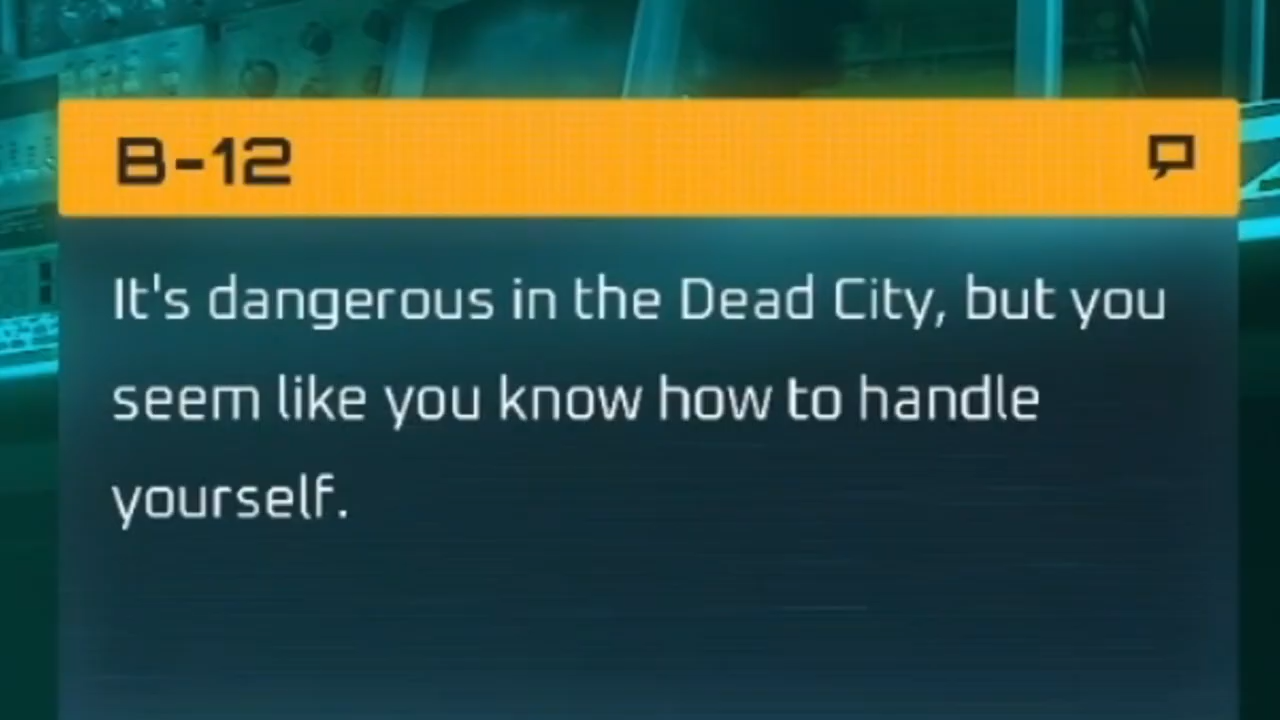 B-12
It's dangerous in the Dead City, but you
seem like you know how to handle
yourself.